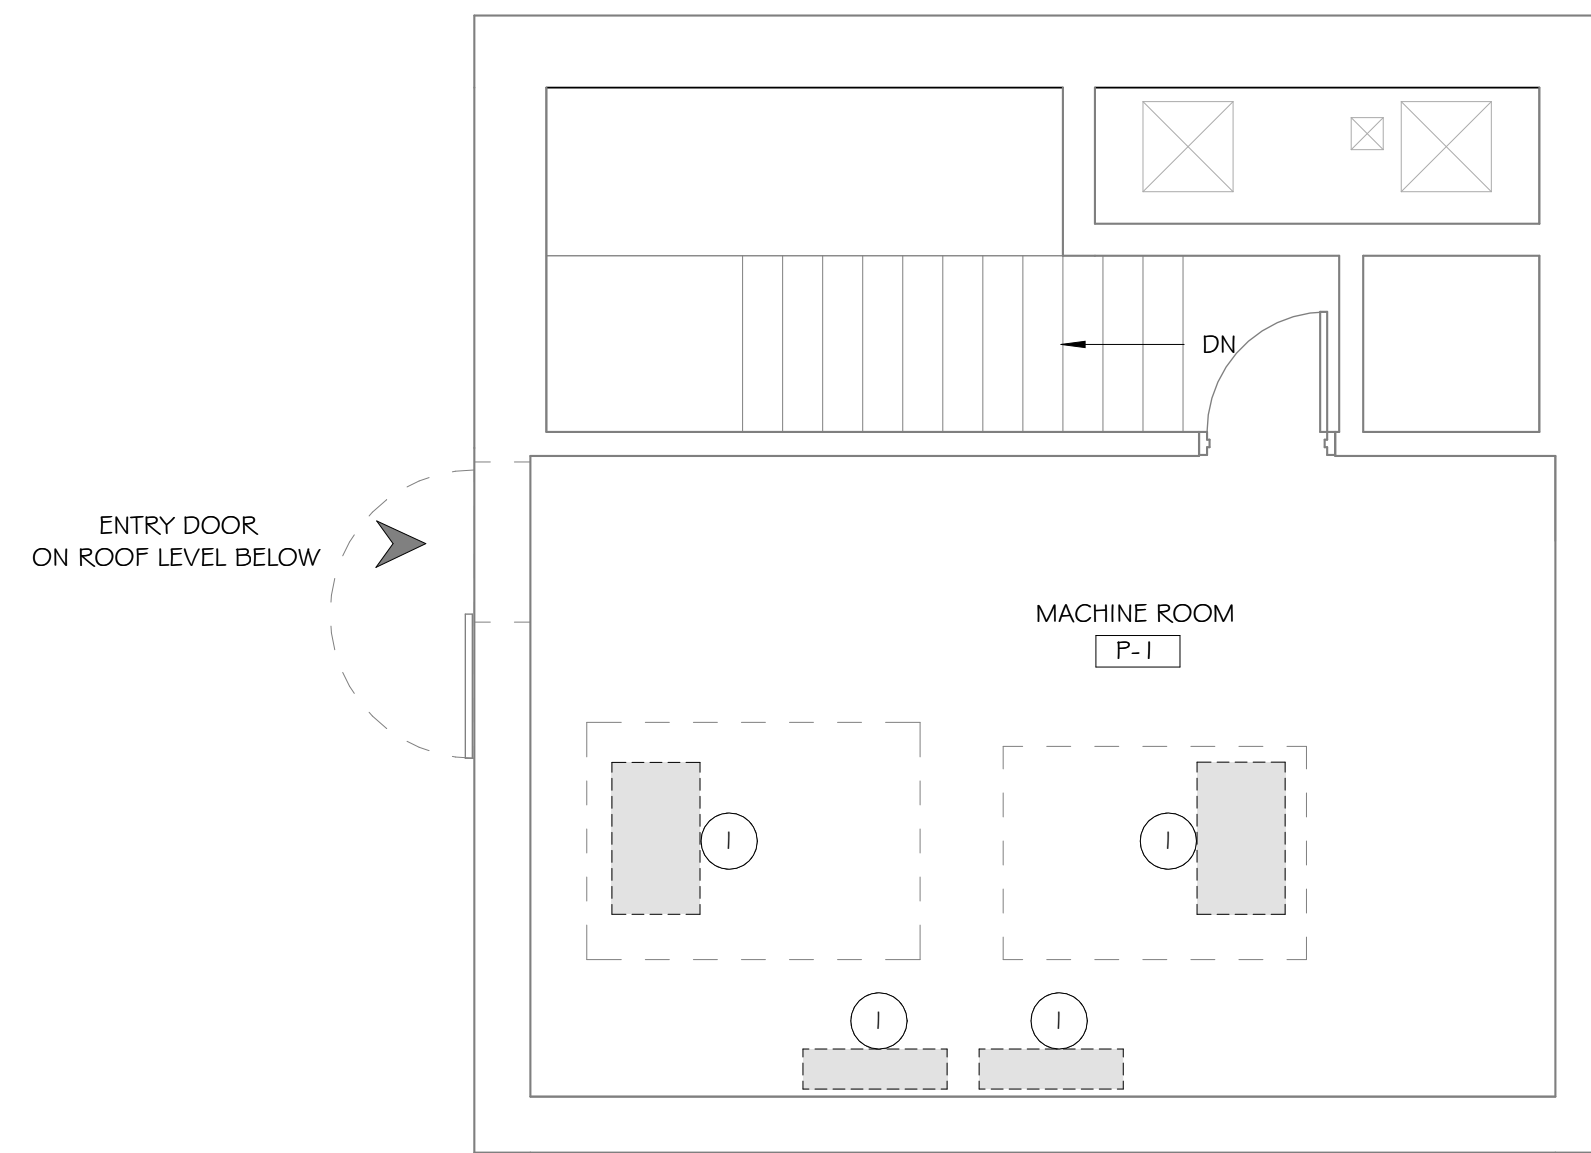 DN
ENTRY DOOR
ON ROOF LEVEL BELOW
MACHINE ROOM
P-1
1
1
1
1